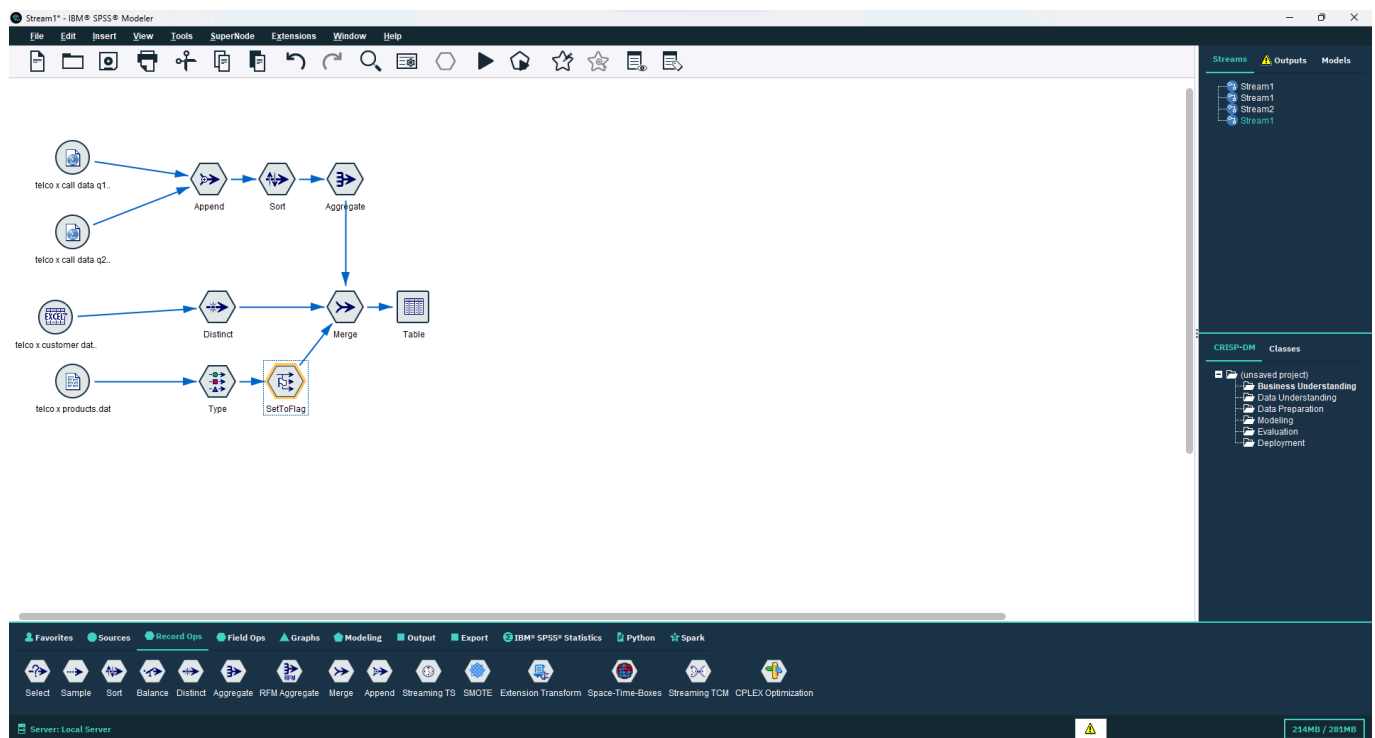 Stream1* - IBM® SPSS® Modeler
File Edit Insert View Tools SuperNode Extensions Window Help
Streams Outputs Models
Stream1
Stream1
Stream2
Stream1
telco x call data q1..
Append Sort Aggregate
telco x call data q2..
EXCEL
telco x customer dat..
Distinct Merge Table
telco x products.dat Type SetToFlag
CRISP-DM Classes
(unsaved project)
Business Understanding
Data Understanding
Data Preparation
Modeling
Evaluation
Deployment
Favorites Sources Record Ops Field Ops Graphs Modeling Output Export IBM® SPSS® Statistics Python Spark
RFM
Select Sample Sort Balance Distinct Aggregate RFM Aggregate Merge Append Streaming TS SMOTE Extension Transform Space-Time-Boxes Streaming TCM CPLEX Optimization
Server: Local Server 214MB / 281MB